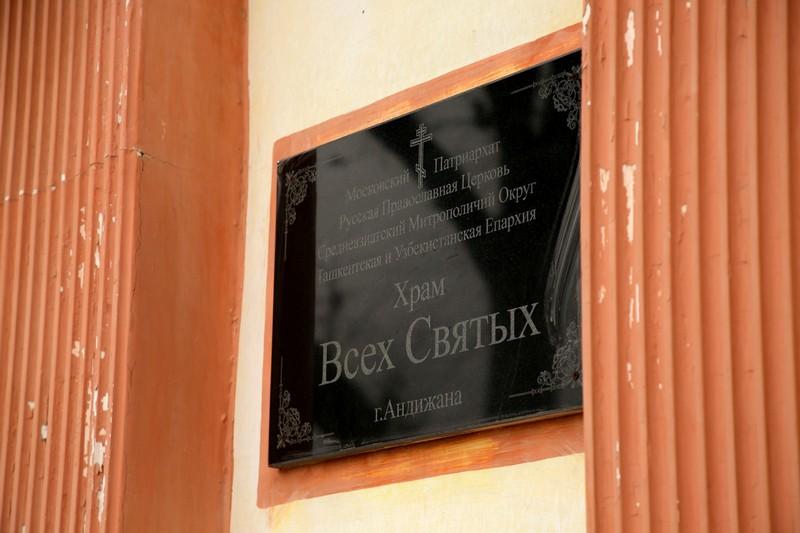 Московский Патриархат
Русская Православная Церковь
Среднеазиатский Митрополичий Округ
Ташкентская и Узбекистанская Епархия
Храм
Всех Святых
г.Андижана